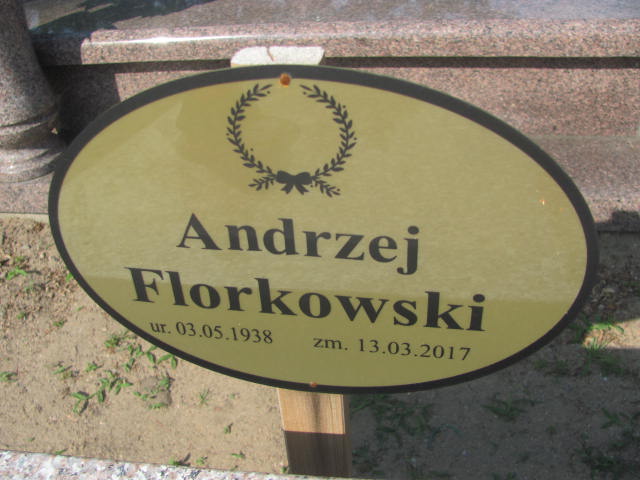 Andrzej
Florkowski
ur. 03.05.1938 zm. 13.03.2017